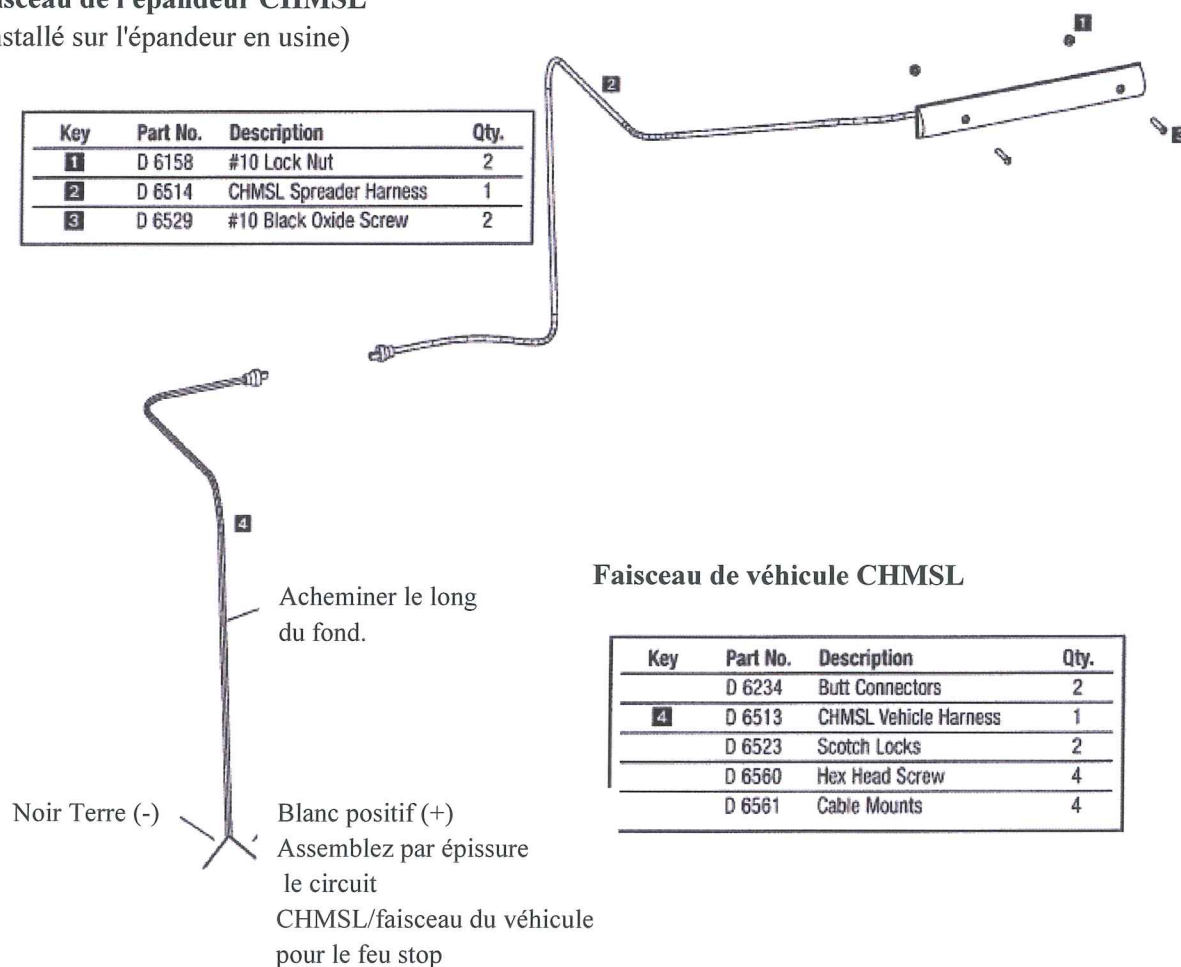 de l'épandeur CHMSL
sur l'épandeur en usine)
1
2
3
Key Part No. Description Qty.
1 D 6158 #10 Lock Nut 2
2 D 6514 CHMSL Spreader Harness 1
3 D 6529 #10 Black Oxide Screw 2
4
Acheminer le long
du fond.
Faisceau de véhicule CHMSL
Key Part No. Description Qty.
D 6234 Butt Connectors 2
4 D 6513 CHMSL Vehicle Harness 1
D 6523 Scotch Locks 2
D 6560 Hex Head Screw 4
D 6561 Cable Mounts 4
Noir Terre (-)
Blanc positif (+)
Assemblez par épissure
le circuit
CHMSL/faisceau du véhicule
pour le feu stop